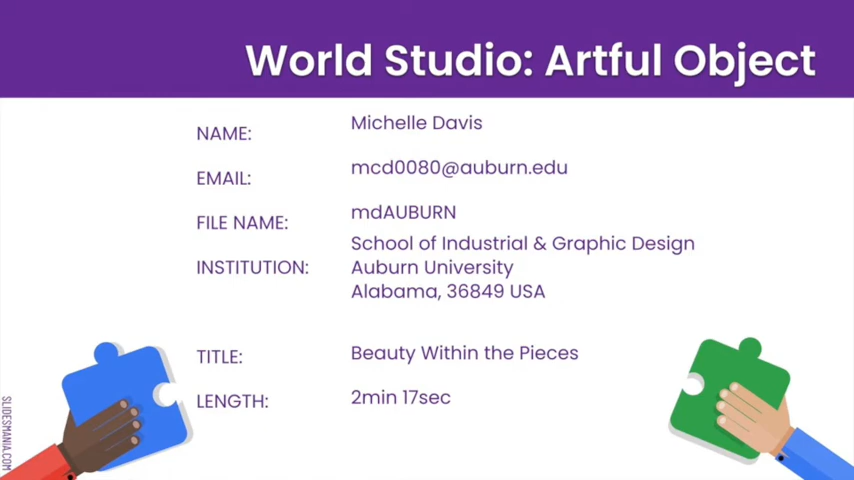 World Studio: Artful Object
NAME:
Michelle Davis
EMAIL:
mcd0080@auburn.edu
FILE NAME:
mdAUBURN
INSTITUTION:
School of Industrial & Graphic Design
Auburn University
Alabama, 36849 USA
TITLE:
Beauty Within the Pieces
LENGTH:
2min 17sec
SLIDESMANIA.COM